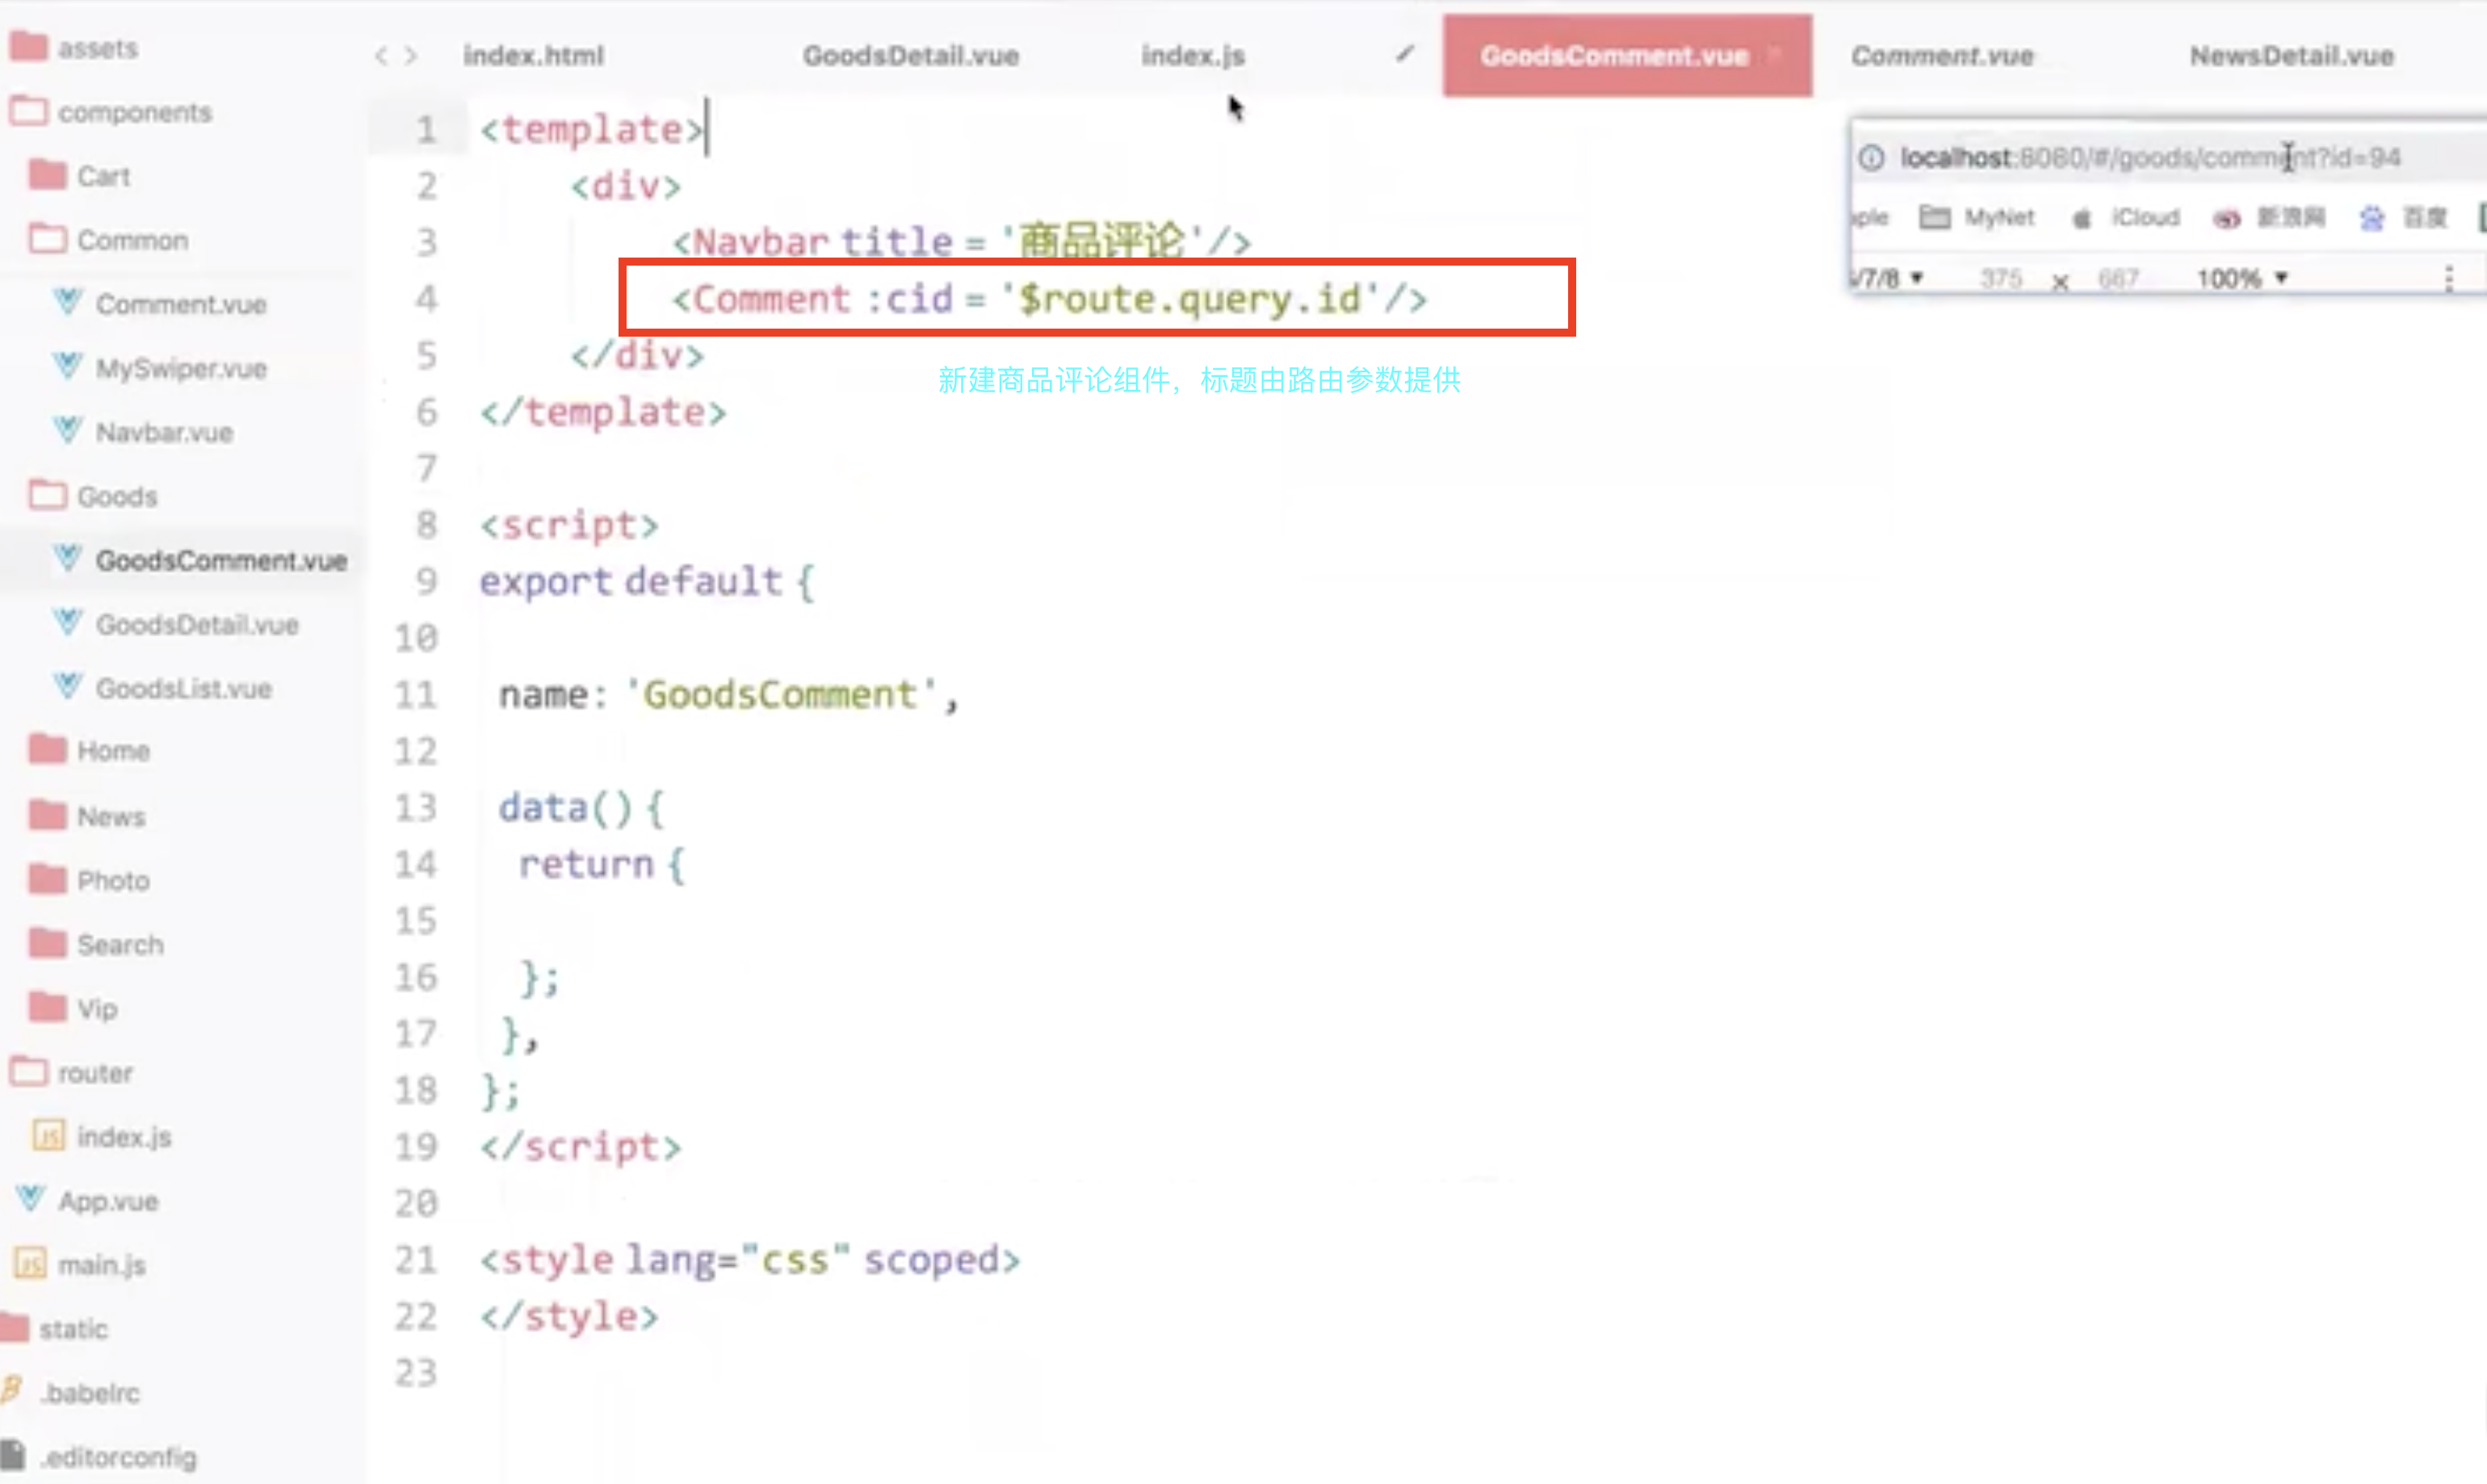 assets
components
Cart
Common
Comment.vue
MySwiper.vue
Navbar.vue
Goods
GoodsComment.vue
GoodsDetail.vue
GoodsList.vue
Home
News
Photo
Search
Vip
router
index.js
App.vue
main.js
static
.babelrc
.editorconfig
index.html GoodsDetail.vue index.js GoodsComment.vue Comment.vue NewsDetail.vue
1 <template>
2 <div>
3 <Navbar title = '商品评论'/>
4 <Comment :cid = '$route.query.id'/>
5 </div>
新建商品评论组件，标题由路由参数提供
6 </template>
7
8 <script>
9 export default {
10
11 name: 'GoodsComment',
12
13 data() {
14 return {
15
16 };
17 },
18 };
19 </script>
20
21 <style lang="css" scoped>
22 </style>
23
localhost:8080/#/goods/comment?id=94
ple MyNet iCloud 新浪网 百度
/7/8 ▼ 375 x 667 100% ▼